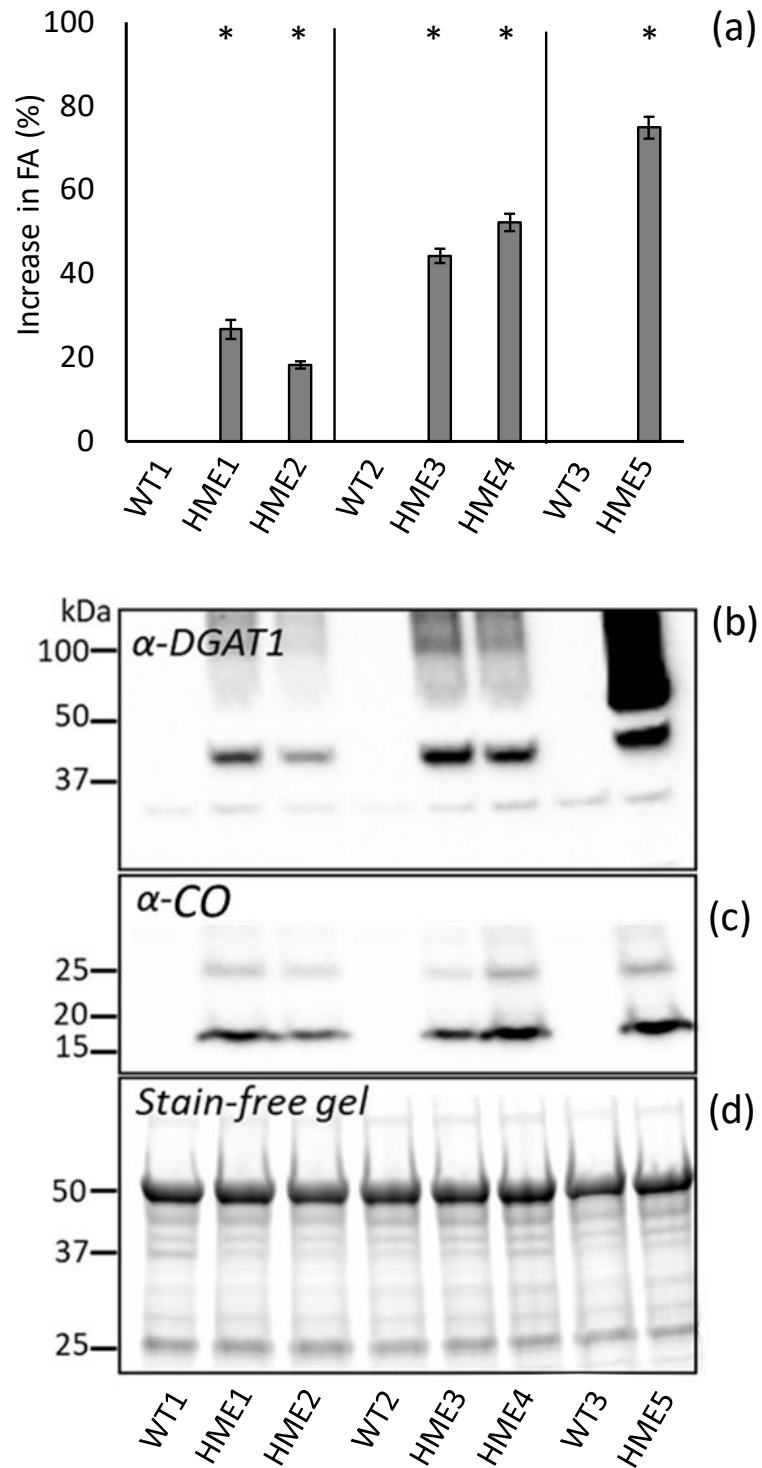 (a)
Increase in FA (%)
100
80
60
40
20
0
* * * * *
WT1 HME1 HME2 WT2 HME3 HME4 WT3 HME5
(b)
kDa
α-DGAT1
100
50
37
(c)
α-CO
25
20
15
(d)
Stain-free gel
50
37
25
WT1 HME1 HME2 WT2 HME3 HME4 WT3 HME5